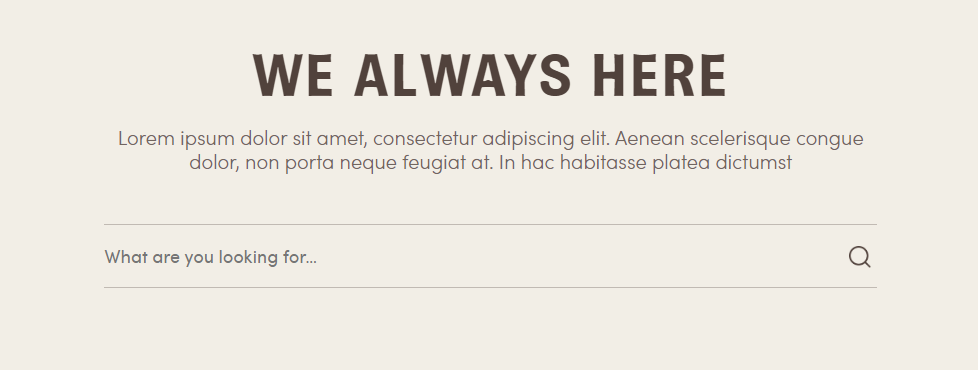 WE ALWAYS HERE
Lorem ipsum dolor sit amet, consectetur adipiscing elit. Aenean scelerisque congue
dolor, non porta neque feugiat at. In hac habitasse platea dictumst
What are you looking for...